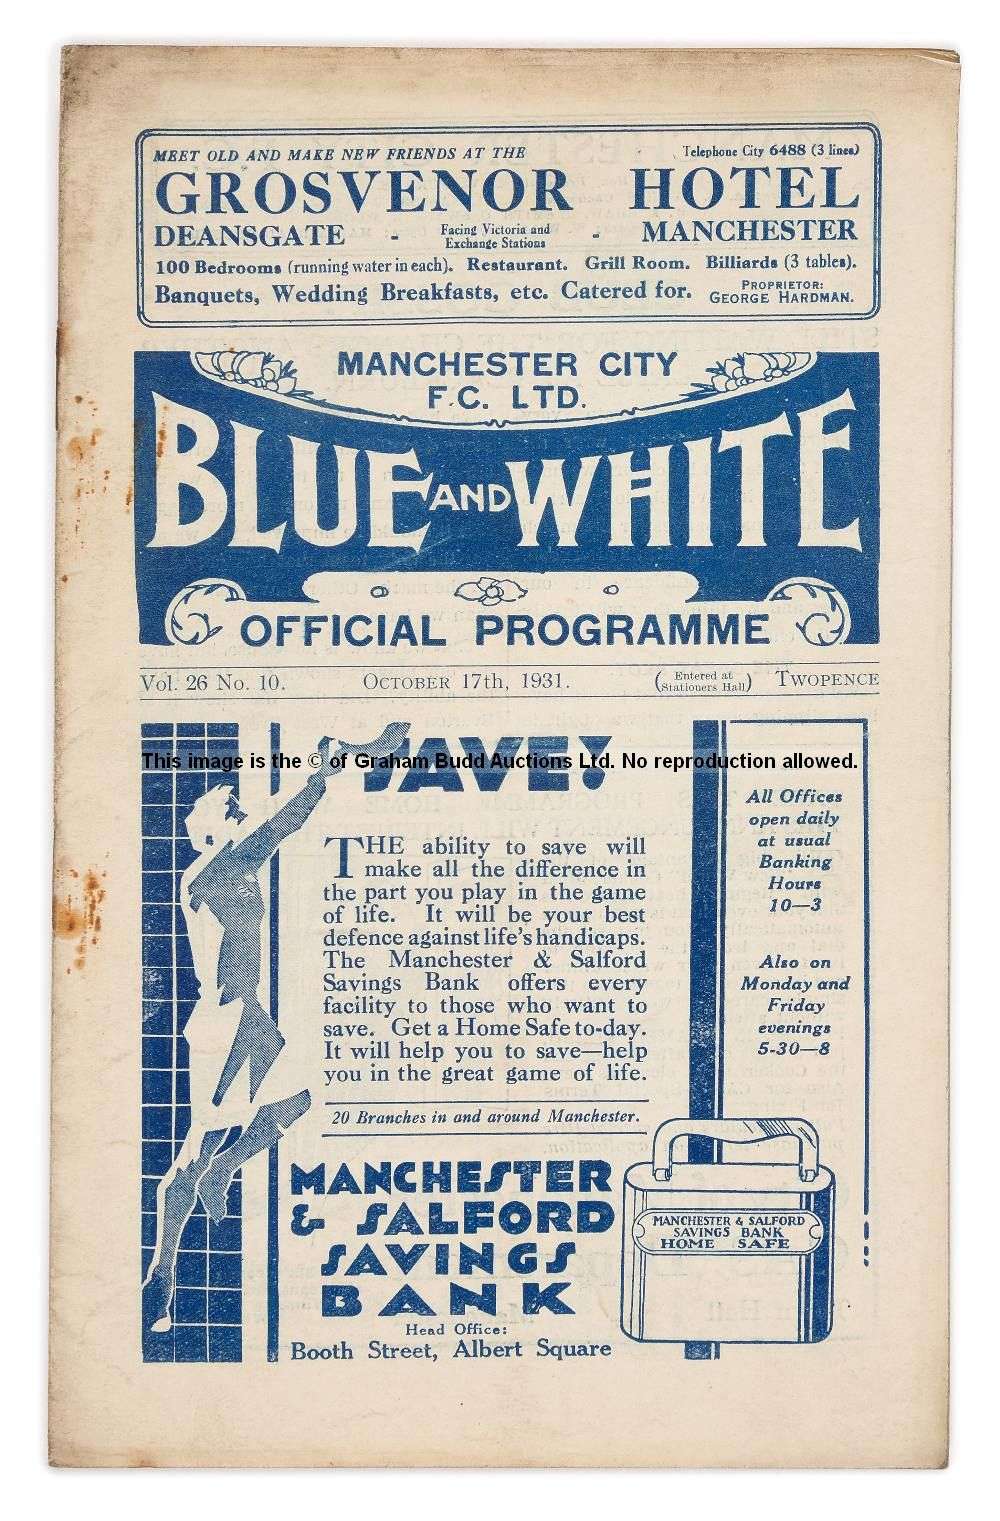 MEET OLD AND MAKE NEW FRIENDS AT THE Telephone City 6488 (3 lines)
GROSVENOR HOTEL
DEANSGATE - Facing Victoria and Exchange Stations - MANCHESTER
100 Bedrooms (running water in each). Restaurant. Grill Room. Billiards (3 tables).
Banquets, Wedding Breakfasts, etc. Catered for. PROPRIETOR: GEORGE HARDMAN.
MANCHESTER CITY
F.C. LTD.
BLUE AND WHITE
OFFICIAL PROGRAMME
Vol. 26 No. 10. OCTOBER 17th, 1931. (Entered at Stationers Hall) TWOPENCE
SAVE!
This image is the © of Graham Budd Auctions Ltd. No reproduction allowed.
THE ability to save will
make all the difference in
the part you play in the game
of life. It will be your best
defence against life's handicaps.
The Manchester & Salford
Savings Bank offers every
facility to those who want to
save. Get a Home Safe to-day.
It will help you to save—help
you in the great game of life.
20 Branches in and around Manchester.
MANCHESTER
& SALFORD
SAVINGS
BANK
Head Office:
Booth Street, Albert Square
All Offices
open daily
at usual
Banking
Hours
10—3
Also on
Monday and
Friday
evenings
5-30—8
MANCHESTER & SALFORD
SAVINGS BANK
HOME SAFE